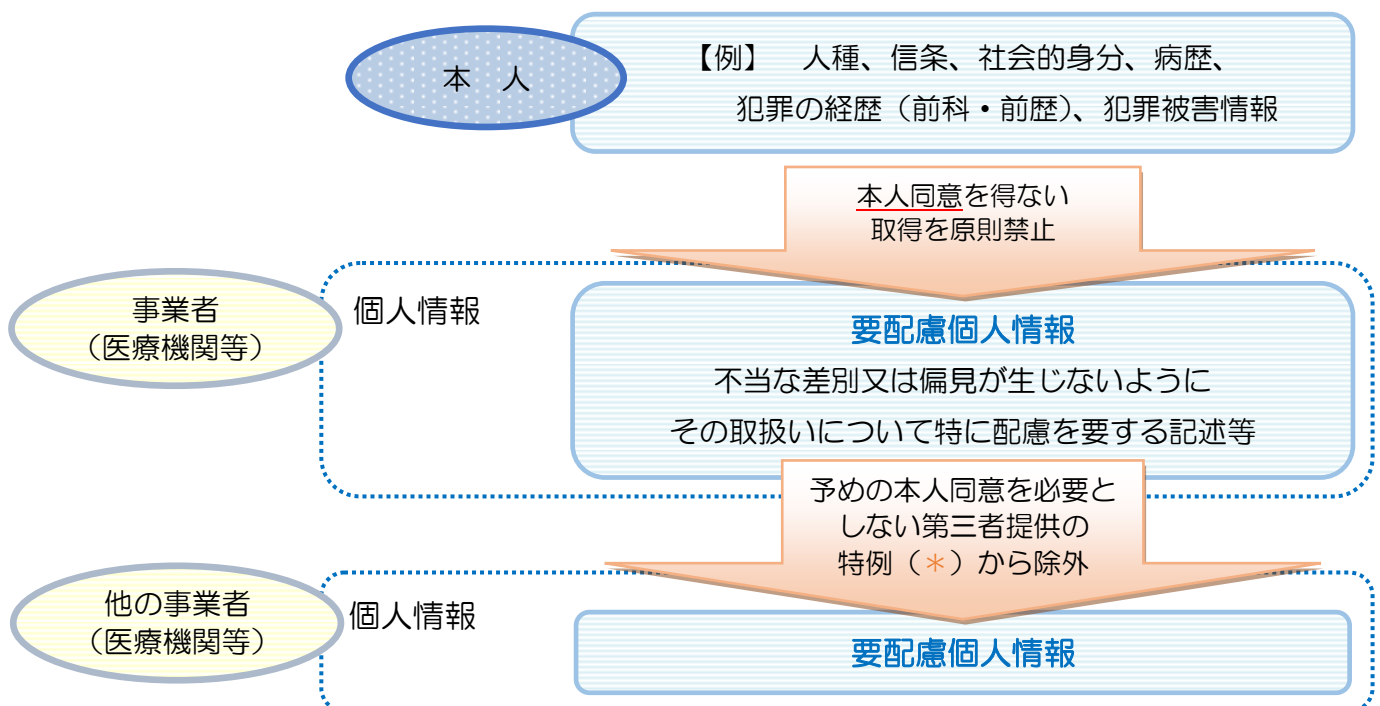 本 人
【例】 人種、信条、社会的身分、病歴、
犯罪の経歴（前科・前歴）、犯罪被害情報
本人同意を得ない
取得を原則禁止
事業者
（医療機関等）
個人情報
要配慮個人情報
不当な差別又は偏見が生じないように
その取扱いについて特に配慮を要する記述等
予めの本人同意を必要と
しない第三者提供の
特例（＊）から除外
他の事業者
（医療機関等）
個人情報
要配慮個人情報